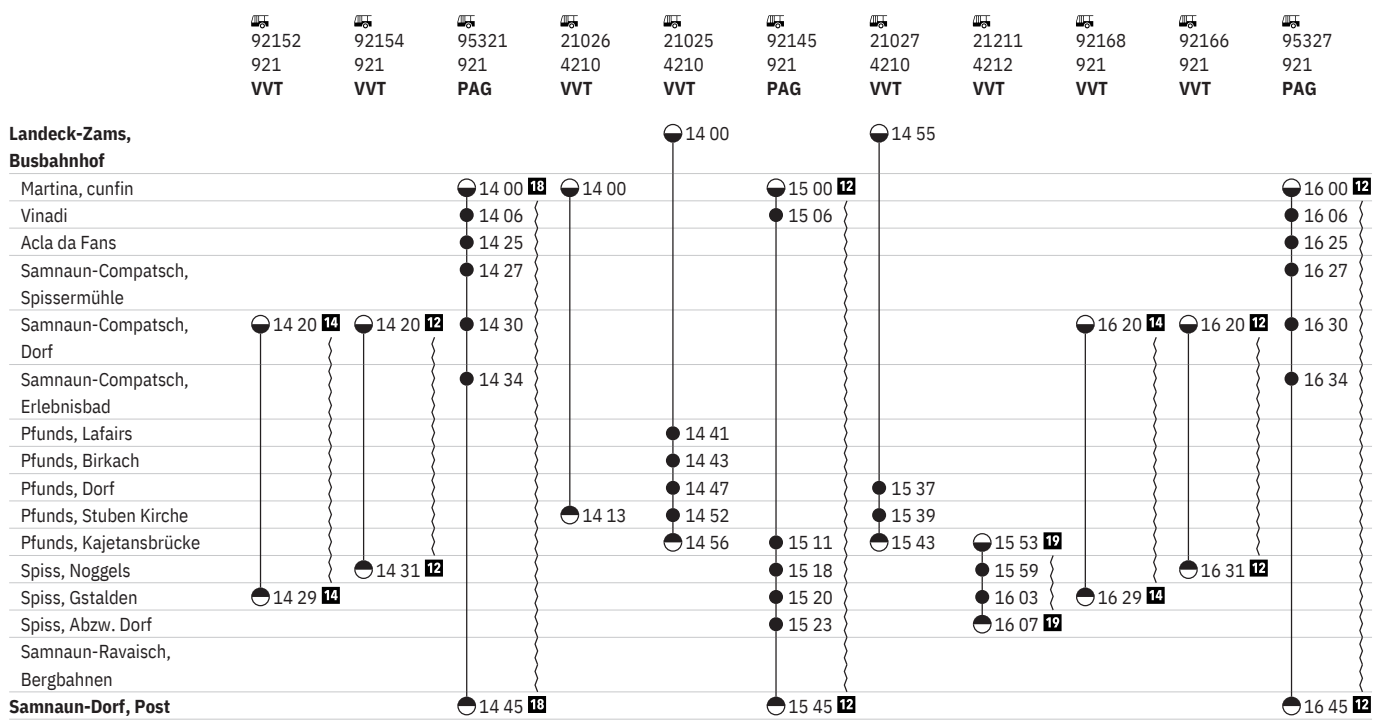 92152 92154 95321 21026 21025 92145 21027 21211 92168 92166 95327
921 921 921 4210 4210 921 4210 4212 921 921 921
VVT VVT PAG VVT VVT PAG VVT VVT VVT VVT PAG
Landeck-Zams, 14 00 14 55
Busbahnhof
Martina, cunfin 14 00 18 14 00 15 00 12 16 00 12
Vinadi 14 06 15 06 16 06
Acla da Fans 14 25 16 25
Samnaun-Compatsch, 14 27 16 27
Spissermühle
Samnaun-Compatsch, 14 20 14 14 20 12 14 30 16 20 14 16 20 12 16 30
Dorf
Samnaun-Compatsch, 14 34 16 34
Erlebnisbad
Pfunds, Lafairs 14 41
Pfunds, Birkach 14 43
Pfunds, Dorf 14 47 15 37
Pfunds, Stuben Kirche 14 13 14 52 15 39
Pfunds, Kajetansbrücke 14 56 15 11 15 43 15 53 19
Spiss, Noggels 14 31 12 15 18 15 59 16 31 12
Spiss, Gstalden 14 29 14 15 20 16 03 16 29 14
Spiss, Abzw. Dorf 15 23 16 07 19
Samnaun-Ravaisch,
Bergbahnen
Samnaun-Dorf, Post 14 45 18 15 45 12 16 45 12